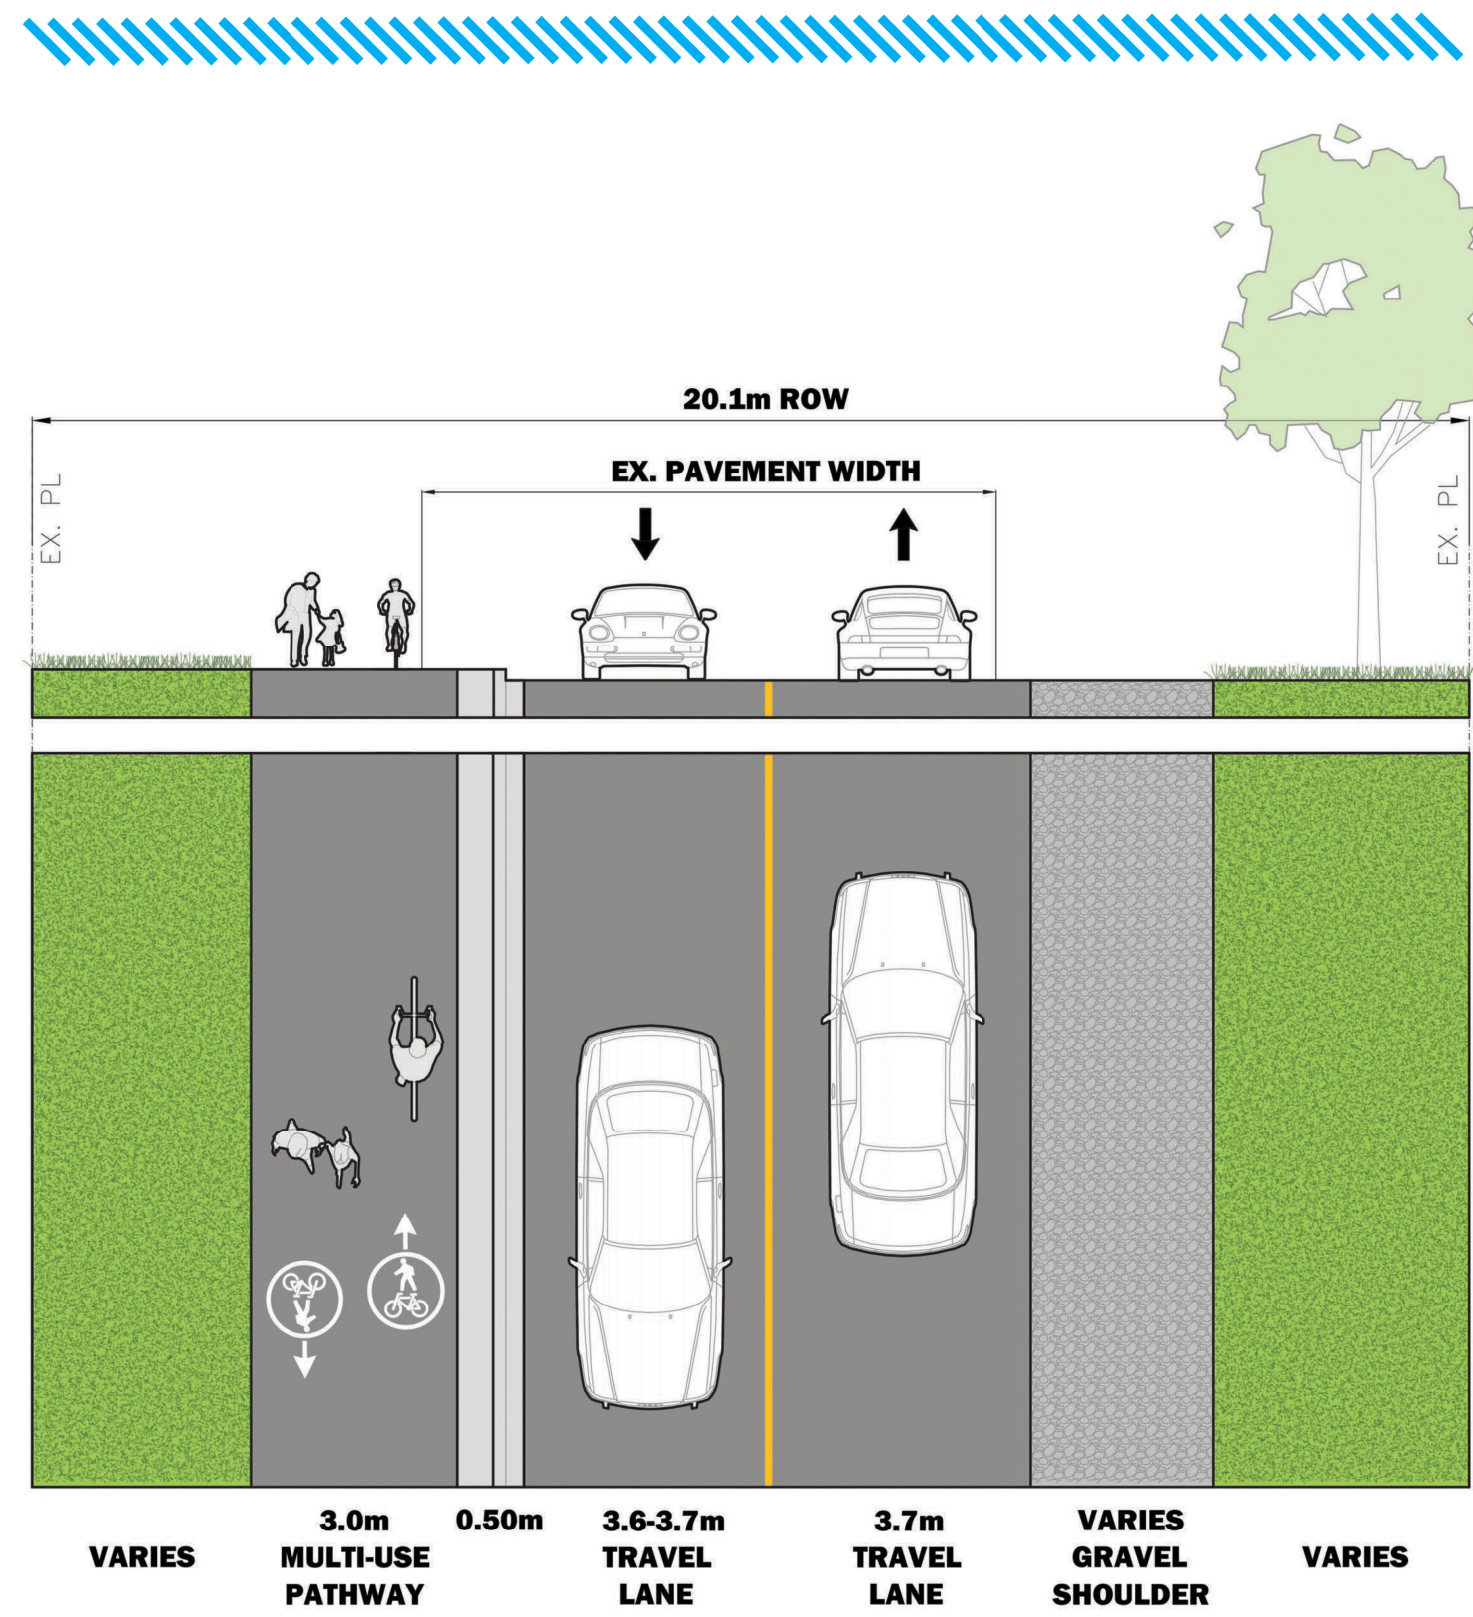 20.1m ROW
EX. PAVEMENT WIDTH
EX. PL
EX. PL
3.0m
MULTI-USE
PATHWAY
0.50m
3.6-3.7m
TRAVEL
LANE
3.7m
TRAVEL
LANE
VARIES
GRAVEL
SHOULDER
VARIES
VARIES